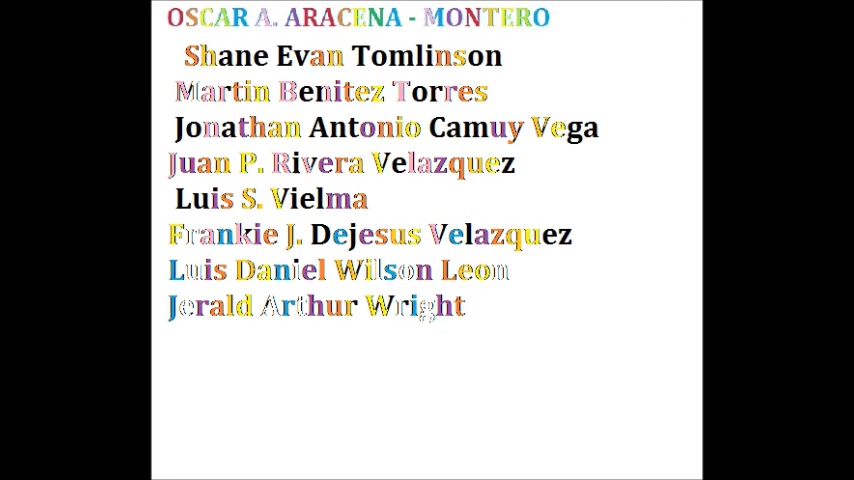 OSCAR A. ARACENA - MONTERO
Shane Evan Tomlinson
Martin Benitez Torres
Jonathan Antonio Camuy Vega
Juan P. Rivera Velazquez
Luis S. Vielma
Frankie J. Dejesus Velazquez
Luis Daniel Wilson Leon
Jerald Arthur Wright